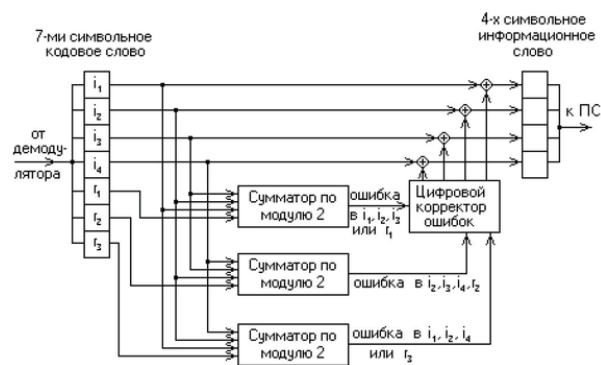 7-ми символьное
кодовое слово
4-х символьное
информационное
слово
i₁
i₂
i₃
i₄
r₁
r₂
r₃
от
демоду-
лятора
к ПС
Сумматор по
модулю 2
ошибка
в i₁, i₂, i₃
или r₁
Цифровой
корректор
ошибок
Сумматор по
модулю 2
ошибка в i₂, i₃, i₄, r₂
Сумматор по
модулю 2
ошибка в i₁, i₂, i₄
или r₃